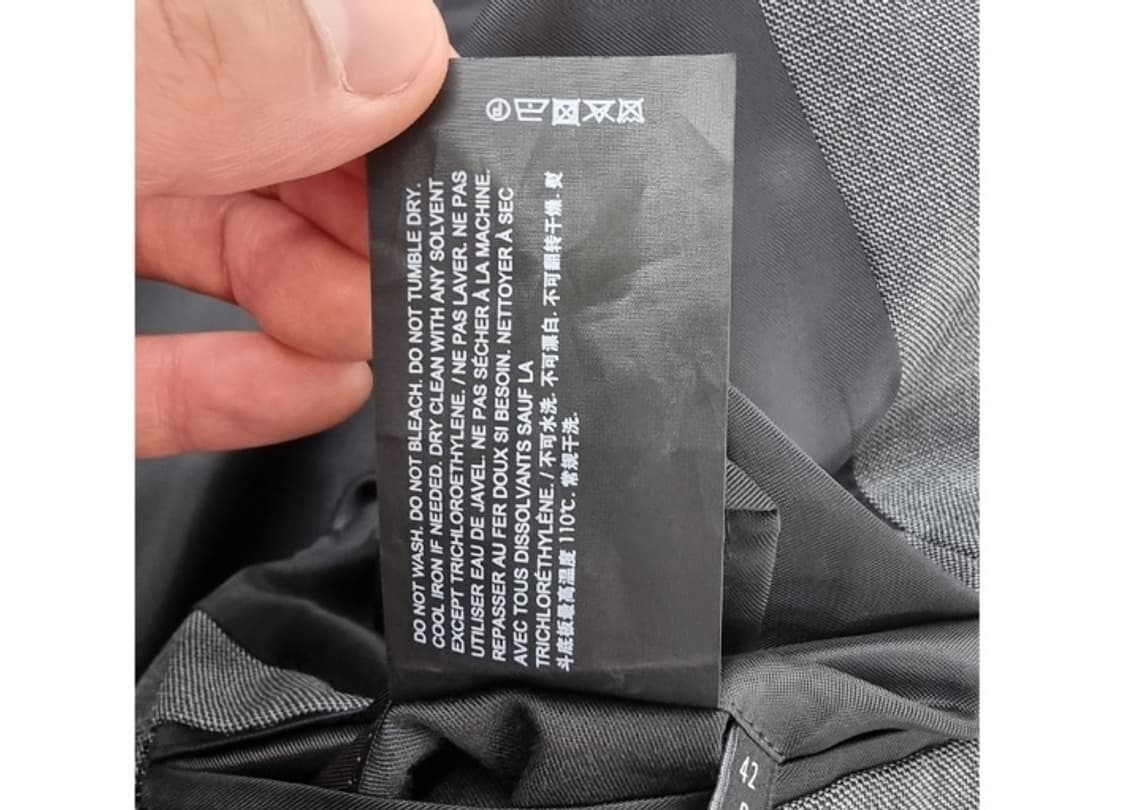 DO NOT WASH. DO NOT BLEACH. DO NOT TUMBLE DRY.
COOL IRON IF NEEDED. DRY CLEAN WITH ANY SOLVENT
EXCEPT TRICHLOROETHYLENE. / NE PAS LAVER. NE PAS
UTILISER EAU DE JAVEL. NE PAS SÉCHER À LA MACHINE.
REPASSER AU FER DOUX SI BESOIN. NETTOYER À SEC
AVEC TOUS DISSOLVANTS SAUF LA
TRICHLORÉTHYLÈNE. / 不可水洗. 不可漂白. 不可翻转干燥. 熨
斗底板最高温度 110℃. 常规干洗.
42